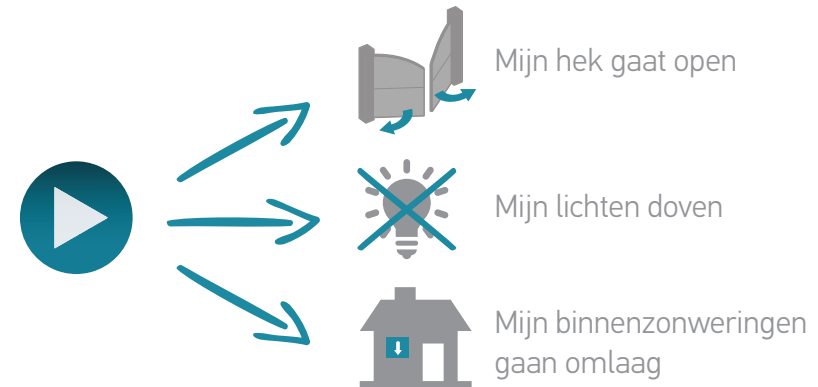 Mijn hek gaat open
Mijn lichten doven
Mijn binnenzonweringen
gaan omlaag